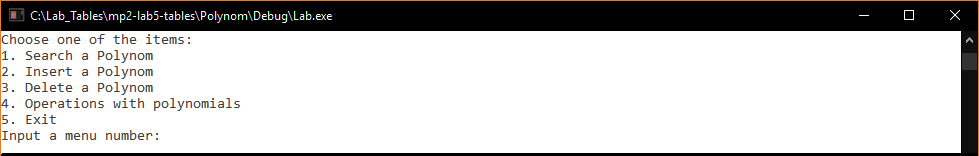 C:\Lab_Tables\mp2-lab5-tables\Polynom\Debug\Lab.exe
Choose one of the items:
1. Search a Polynom
2. Insert a Polynom
3. Delete a Polynom
4. Operations with polynomials
5. Exit
Input a menu number: